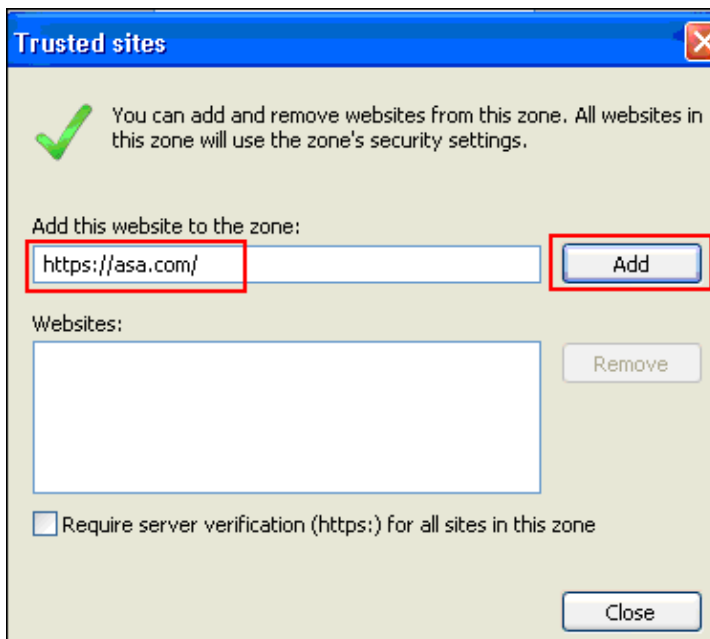 Trusted sites
You can add and remove websites from this zone. All websites in
this zone will use the zone's security settings.
Add this website to the zone:
https://asa.com/
Add
Websites:
Remove
Require server verification (https:) for all sites in this zone
Close